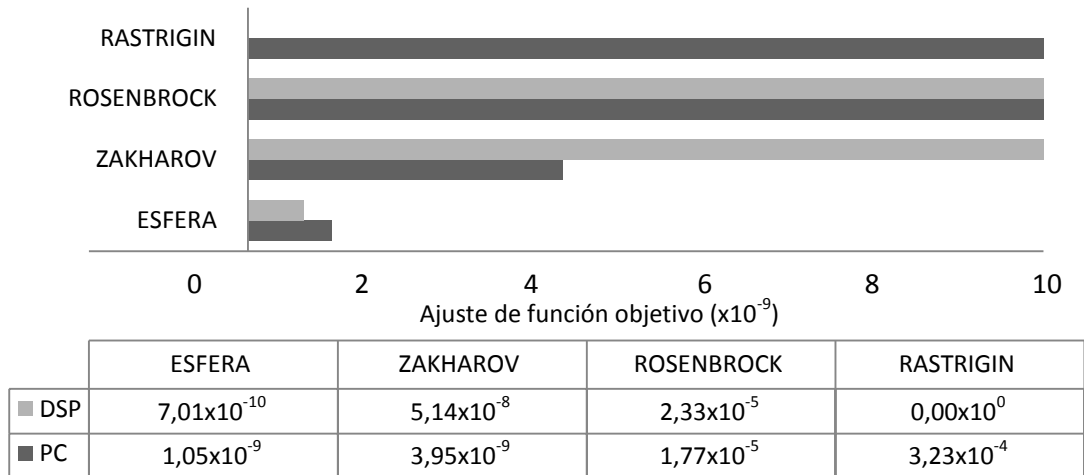 RASTRIGIN
ROSENBROCK
ZAKHAROV
ESFERA
0 2 4 6 8 10
Ajuste de función objetivo (x10⁻⁹)
ESFERA ZAKHAROV ROSENBROCK RASTRIGIN
DSP 7,01x10⁻¹⁰ 5,14x10⁻⁸ 2,33x10⁻⁵ 0,00x10⁰
PC 1,05x10⁻⁹ 3,95x10⁻⁹ 1,77x10⁻⁵ 3,23x10⁻⁴